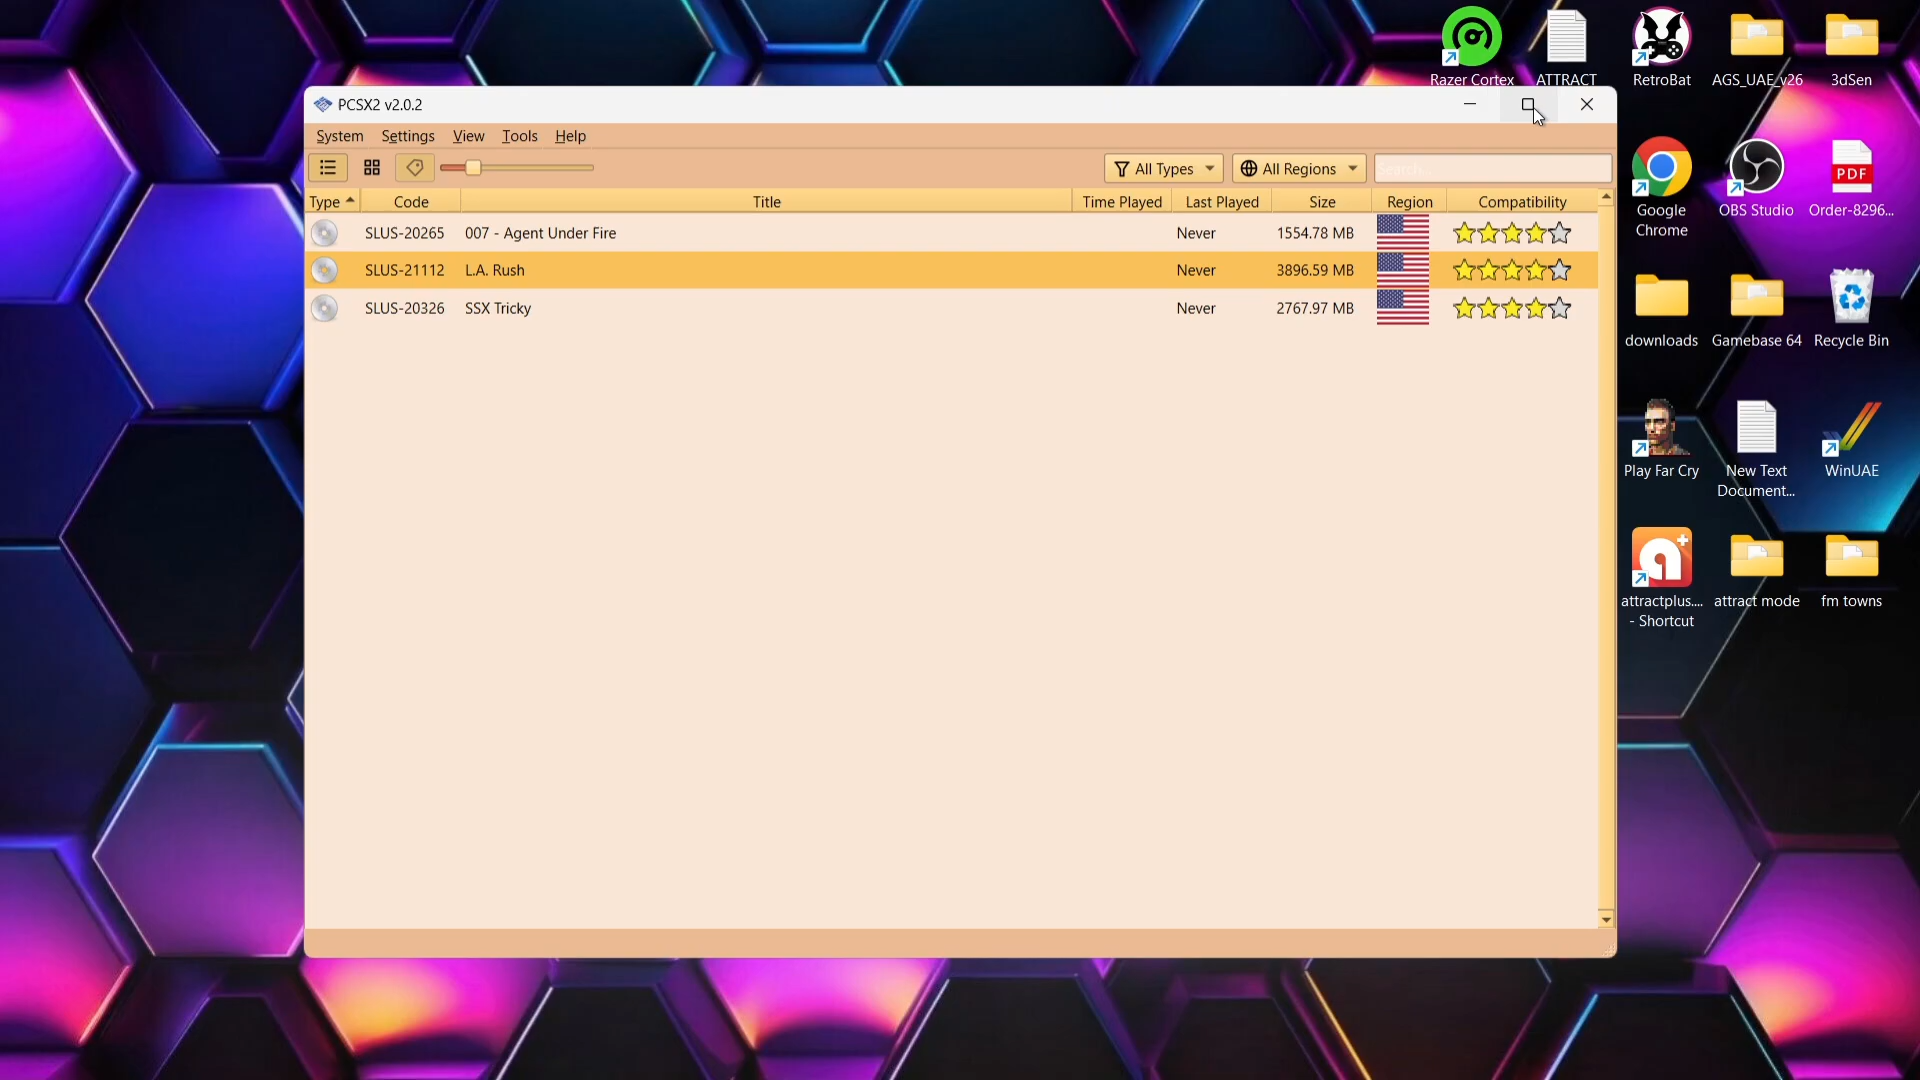 Razer Cortex
ATTRACT
RetroBat
AGS_UAE_v26
3dSen
PCSX2 v2.0.2
System Settings View Tools Help
All Types
All Regions
Search...
Type Code Title Time Played Last Played Size Region Compatibility
SLUS-20265 007 - Agent Under Fire Never 1554.78 MB
SLUS-21112 L.A. Rush Never 3896.59 MB
SLUS-20326 SSX Tricky Never 2767.97 MB
Google
Chrome
OBS Studio
PDF
Order-8296...
downloads
Gamebase 64
Recycle Bin
Play Far Cry
New Text
Document...
WinUAE
attractplus....
- Shortcut
attract mode
fm towns